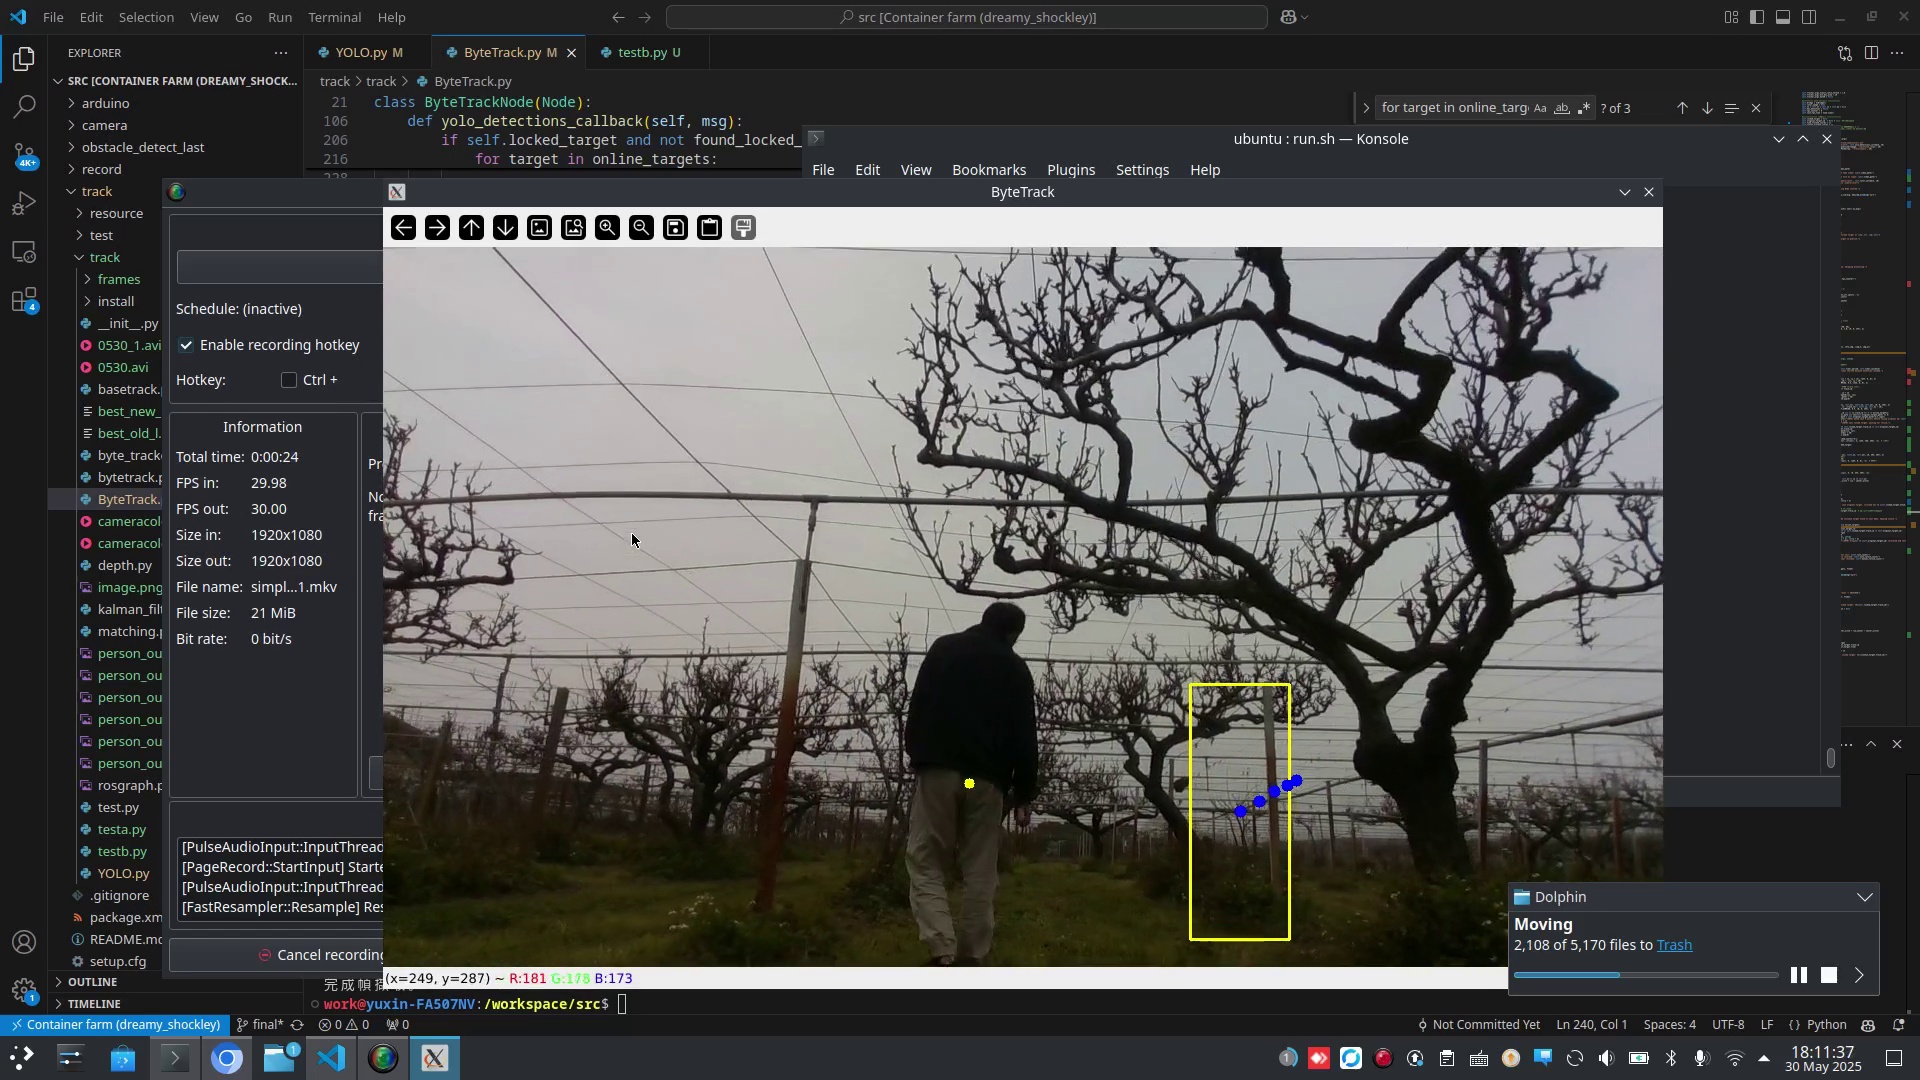 File Edit Selection View Go Run Terminal Help
src [Container farm (dreamy_shockley)]
EXPLORER
SRC [CONTAINER FARM (DREAMY_SHOCK...
arduino
camera
obstacle_detect_last
record
track
resource
test
track
frames
install
__init__.py
0530_1.avi
0530.avi
basetrack.
best_new_
best_old_l.
byte_track
bytetrack.p
ByteTrack.
cameracol
cameracol
depth.py
image.png
kalman_filt
matching.p
person_ou
person_ou
person_ou
person_ou
person_ou
person_ou
rosgraph.p
test.py
testa.py
testb.py
YOLO.py
.gitignore
package.xm
README.md
setup.cfg
OUTLINE
TIMELINE
4K+
4
1
YOLO.py M
ByteTrack.py M
testb.py U
track > track > ByteTrack.py
21 class ByteTrackNode(Node):
106 def yolo_detections_callback(self, msg):
206 if self.locked_target and not found_locked_
216 for target in online_targets:
for target in online_targ
Aa ab
? of 3
ubuntu : run.sh — Konsole
File Edit View Bookmarks Plugins Settings Help
ByteTrack
Schedule: (inactive)
Enable recording hotkey
Hotkey: Ctrl +
Information
Total time: 0:00:24
FPS in: 29.98
FPS out: 30.00
Size in: 1920x1080
Size out: 1920x1080
File name: simpl...1.mkv
File size: 21 MiB
Bit rate: 0 bit/s
Pr
No
fra
[PulseAudioInput::InputThread
[PageRecord::StartInput] Starte
[PulseAudioInput::InputThread
[FastResampler::Resample] Res
Cancel recording
(x=249, y=287) ~ R:181 G:178 B:173
work@yuxin-FA507NV:/workspace/src$
Dolphin
Moving
2,108 of 5,170 files to Trash
Container farm (dreamy_shockley) final* 0 0 0
Not Committed Yet Ln 240, Col 1 Spaces: 4 UTF-8 LF Python
1
1
18:11:37
30 May 2025